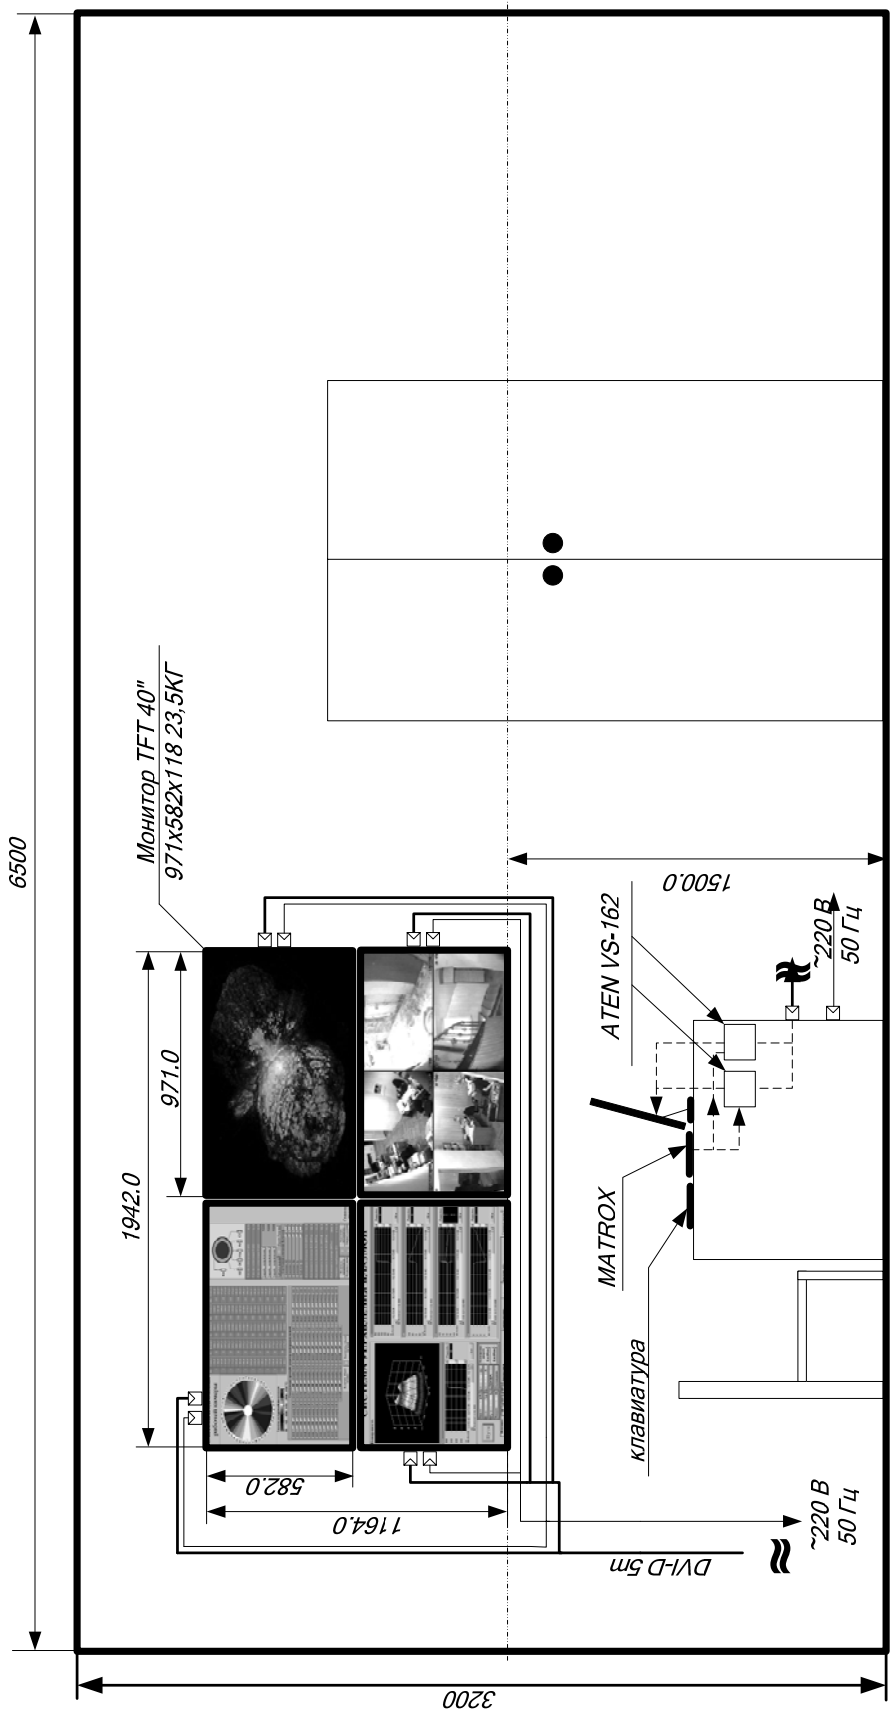 6500
Монитор TFT 40"
971x582x118 23,5КГ
971.0
1942.0
582.0
1164.0
1500.0
ATEN VS-162
~220 В
50 Гц
MATROX
клавиатура
DVI-D 5m
~220 В
50 Гц
3200